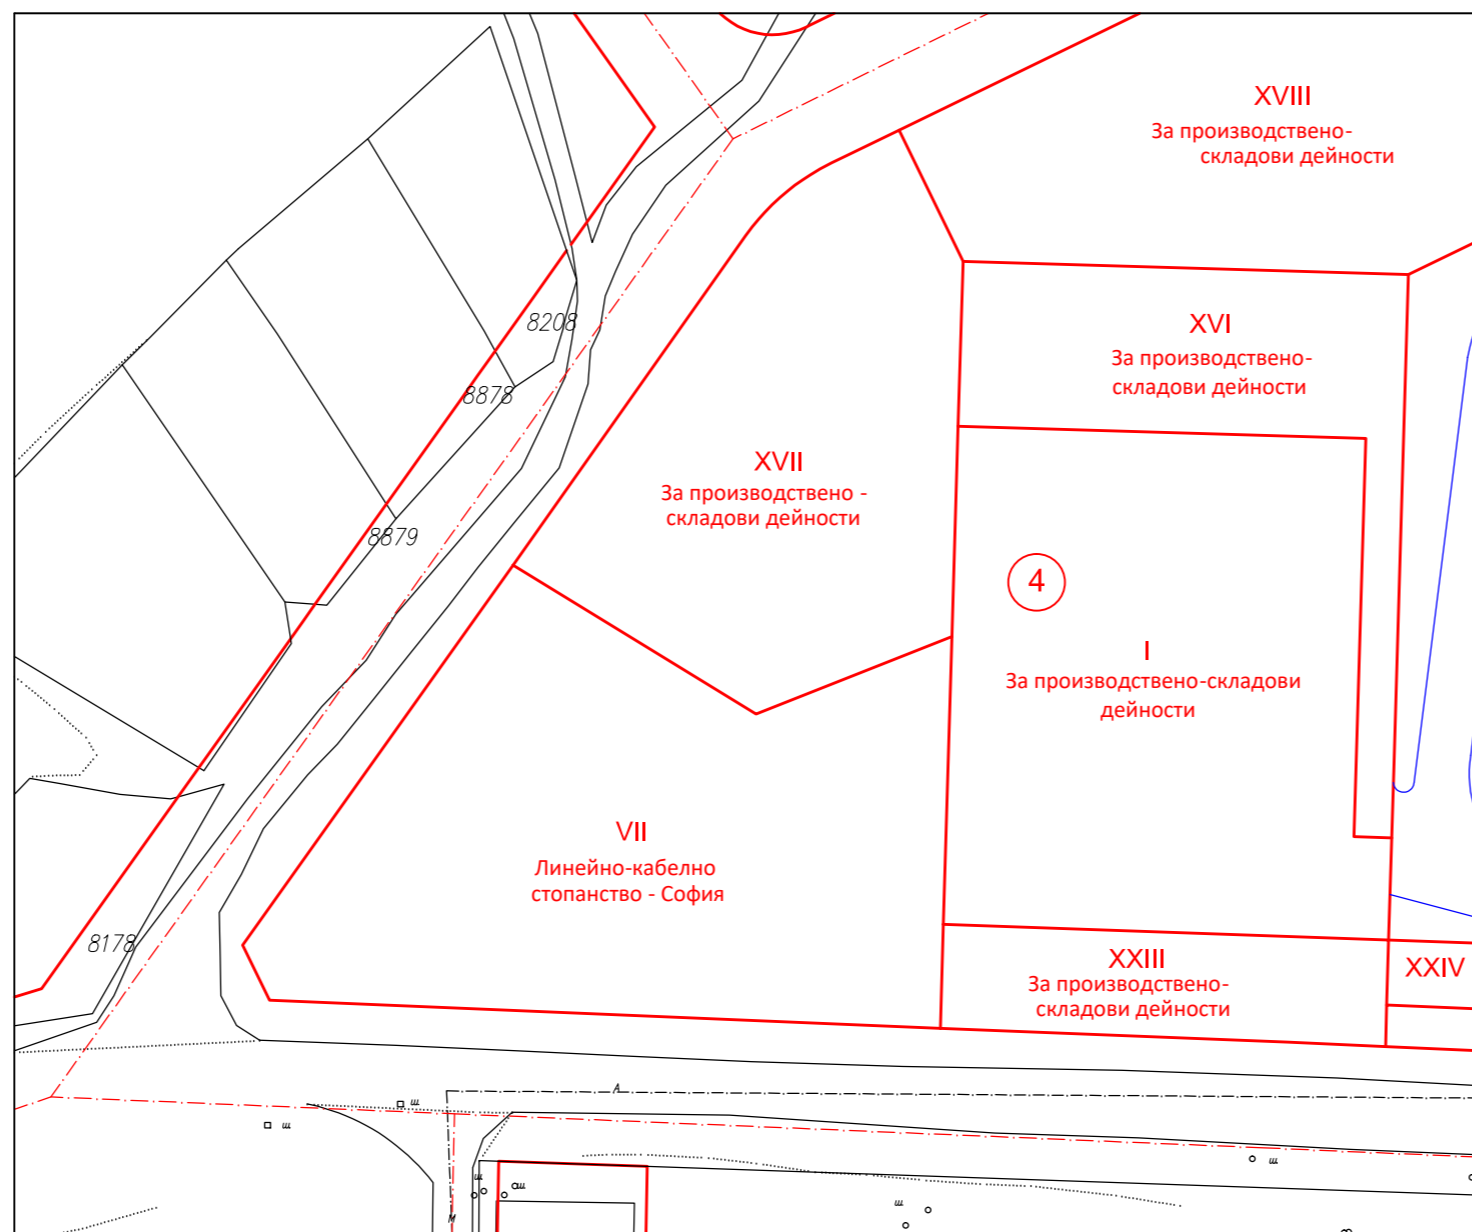 XVIII
За производствено-
складови дейности
8208
XVI
За производствено-
складови дейности
8878
XVII
За производствено -
складови дейности
8879
4
I
За производствено-складови
дейности
VII
Линейно-кабелно
стопанство - София
8178
XXIII
За производствено-
складови дейности
XXIV
А
ш
ш
ш
ш
ш
ш
М